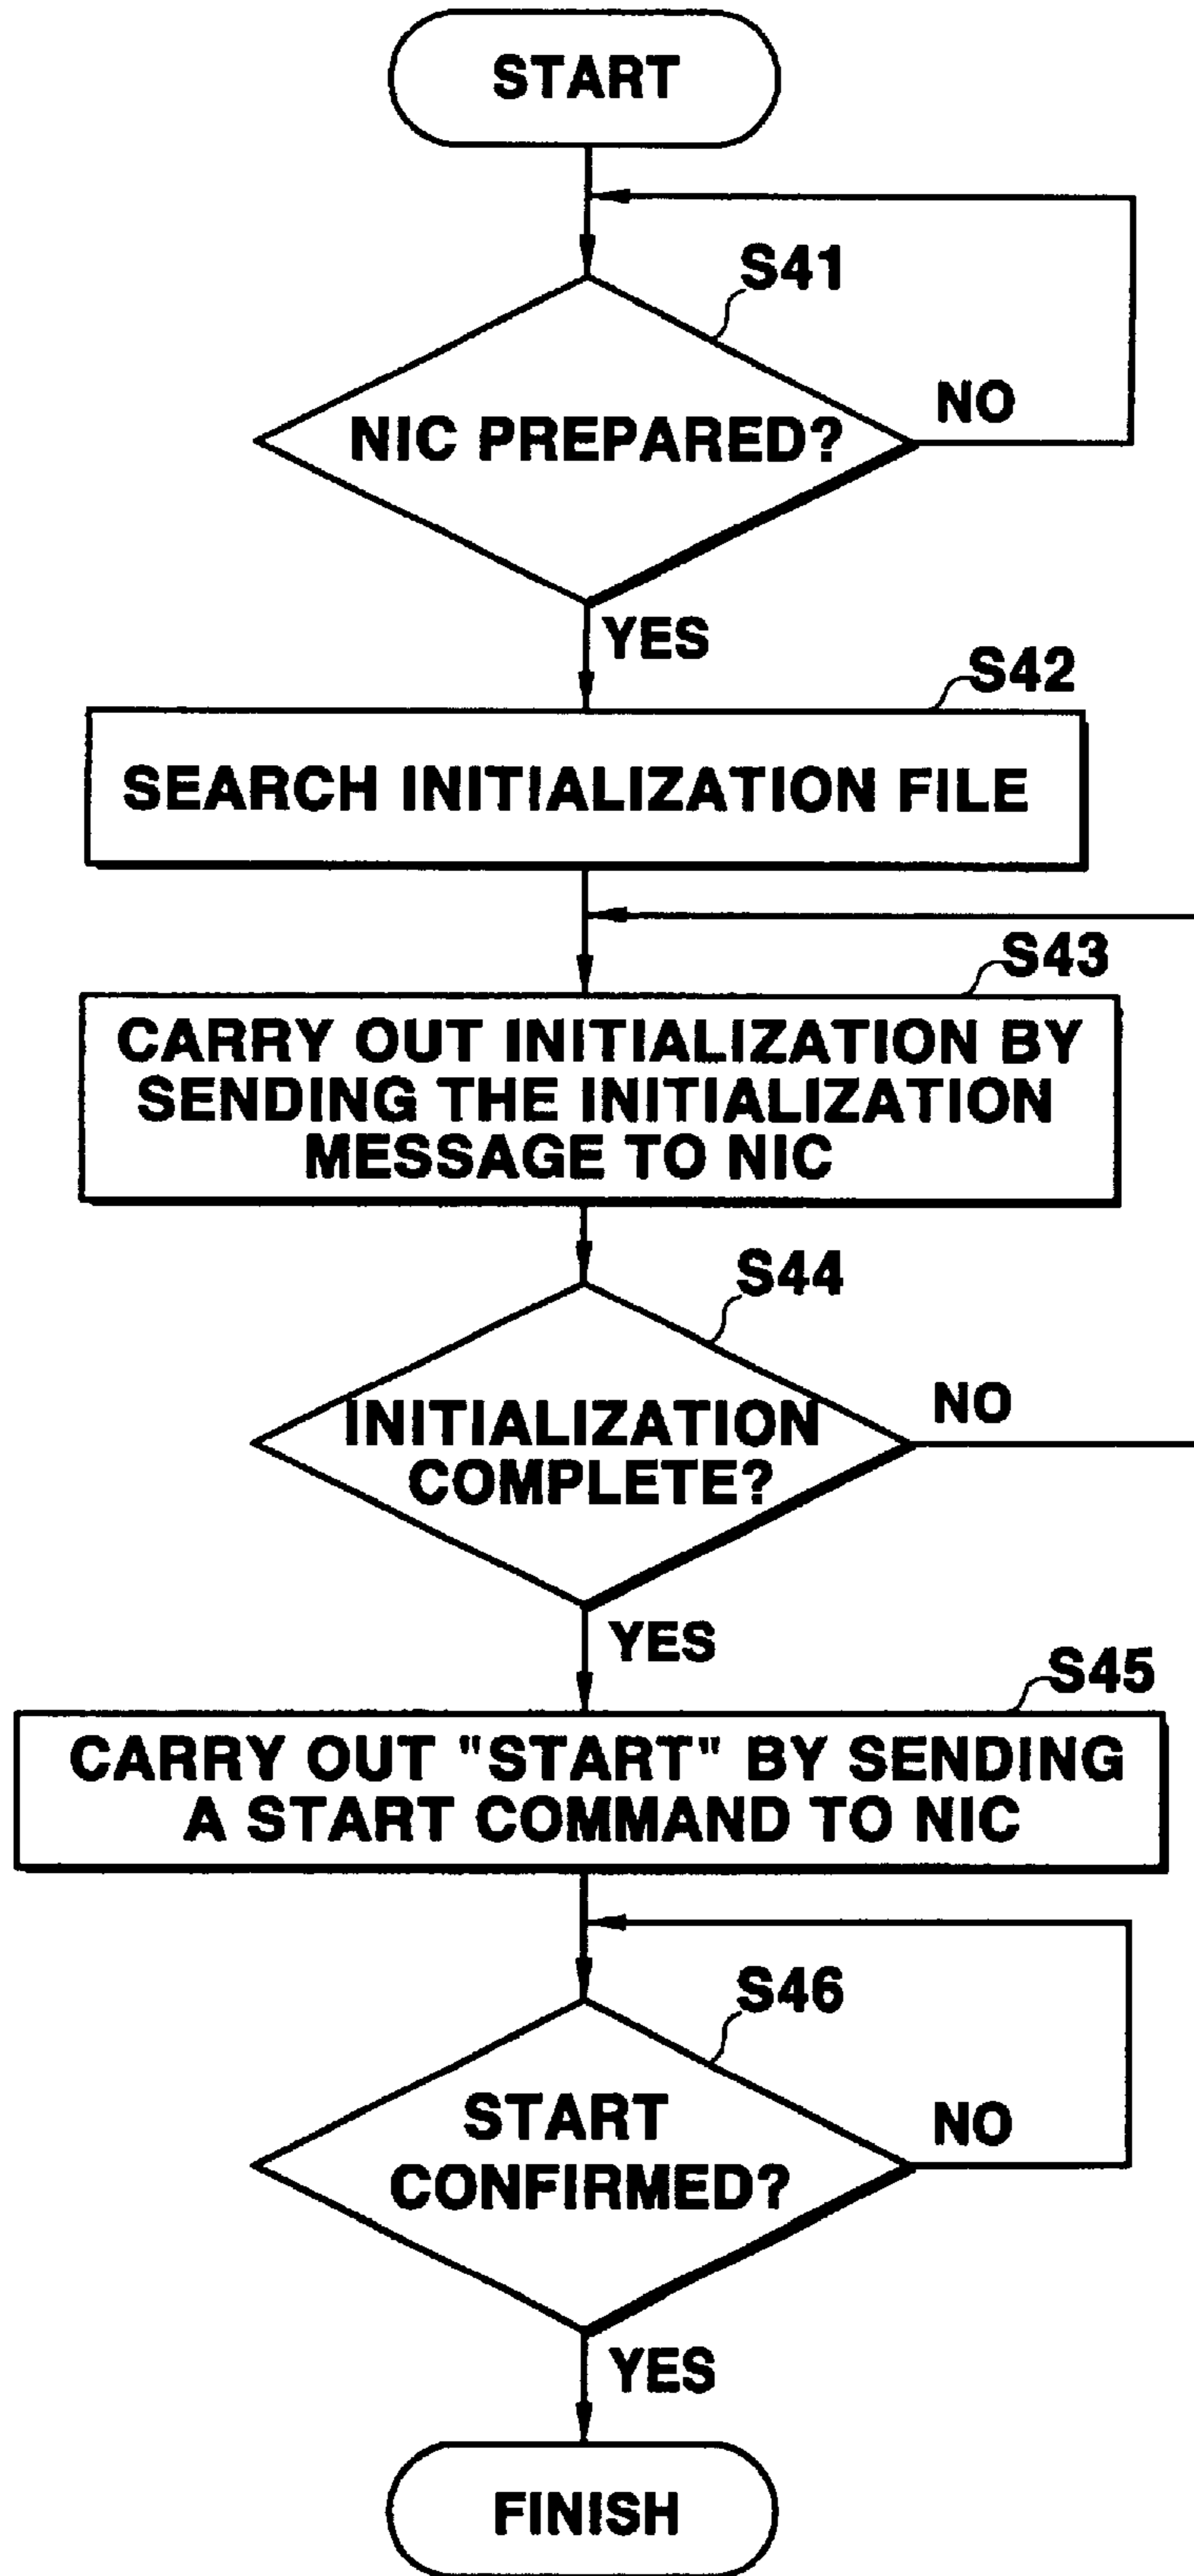 START
S41
NIC PREPARED?
NO
YES
S42
SEARCH INITIALIZATION FILE
S43
CARRY OUT INITIALIZATION BY
SENDING THE INITIALIZATION
MESSAGE TO NIC
S44
INITIALIZATION
COMPLETE?
NO
YES
S45
CARRY OUT "START" BY SENDING
A START COMMAND TO NIC
S46
START
CONFIRMED?
NO
YES
FINISH